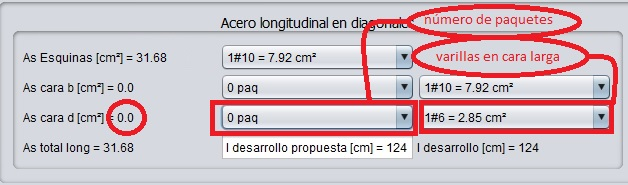 Acero longitudinal en diagonale
número de paquetes
As Esquinas [cm²] = 31.68 1#10 = 7.92 cm² varillas en cara larga
As cara b [cm²] = 0.0 0 paq 1#10 = 7.92 cm²
As cara d [cm²] = 0.0 0 paq 1#6 = 2.85 cm²
As total long = 31.68 l desarrollo propuesta [cm] = 124 l desarrollo [cm] = 124